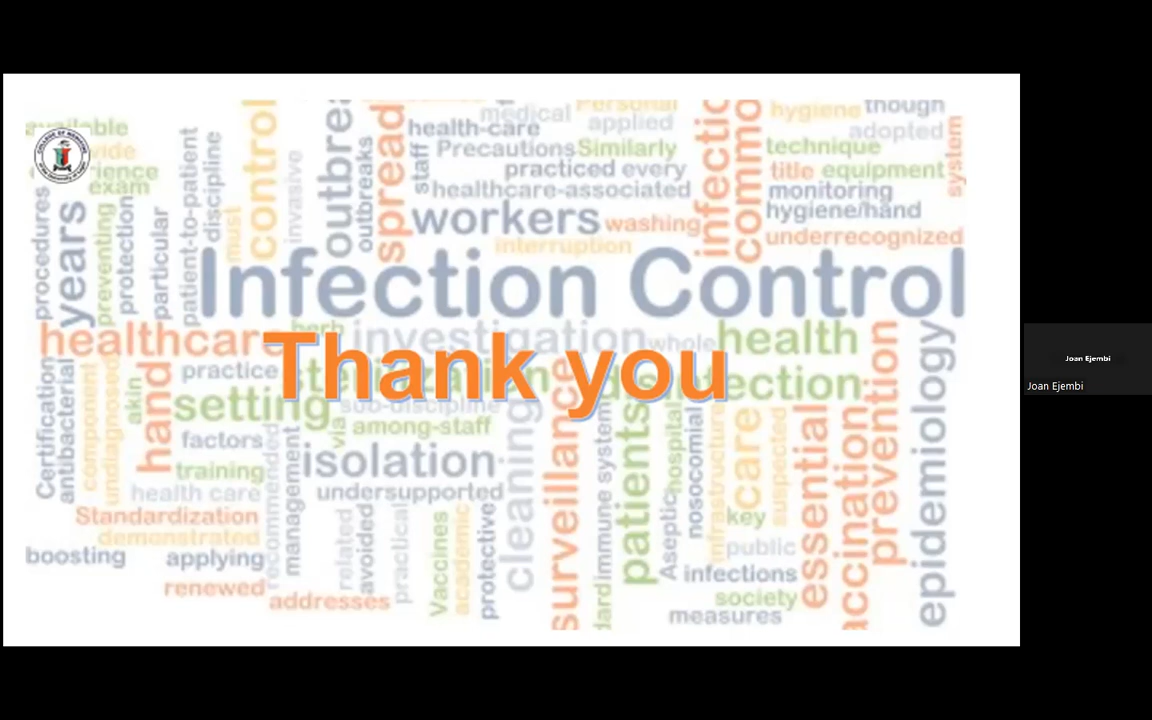 available
wide
exam
procedures
years
preventing
protection
particular
patient-to-patient
discipline
must
control
invasive
outbreaks
spread
staff
medical
health-care
Precautions
Personal
applied
Similarly
practiced every
healthcare-associated
workers
washing
interruption
hygiene
though
adopted
technique
title equipment
monitoring
hygiene/hand
underrecognized
system
Infection Control
healthcare
investigation
whole
health
Thank you
practice
setting
sub-discipline
via
among-staff
factors
training
isolation
health care
undersupported
Standardization
demonstrated
boosting
applying
renewed
addresses
Certification
antibacterial
component
undiagnosed
akin
hand
recommended
management
related
avoided
practical
Vaccines
academic
protective
cleaning
surveillance
immune system
patients
hospital
Aseptic
nosocomial
infrastructure
care
suspected
key
public
infections
society
measures
essential
prevention
epidemiology
Joan Ejembi
Joan Ejembi